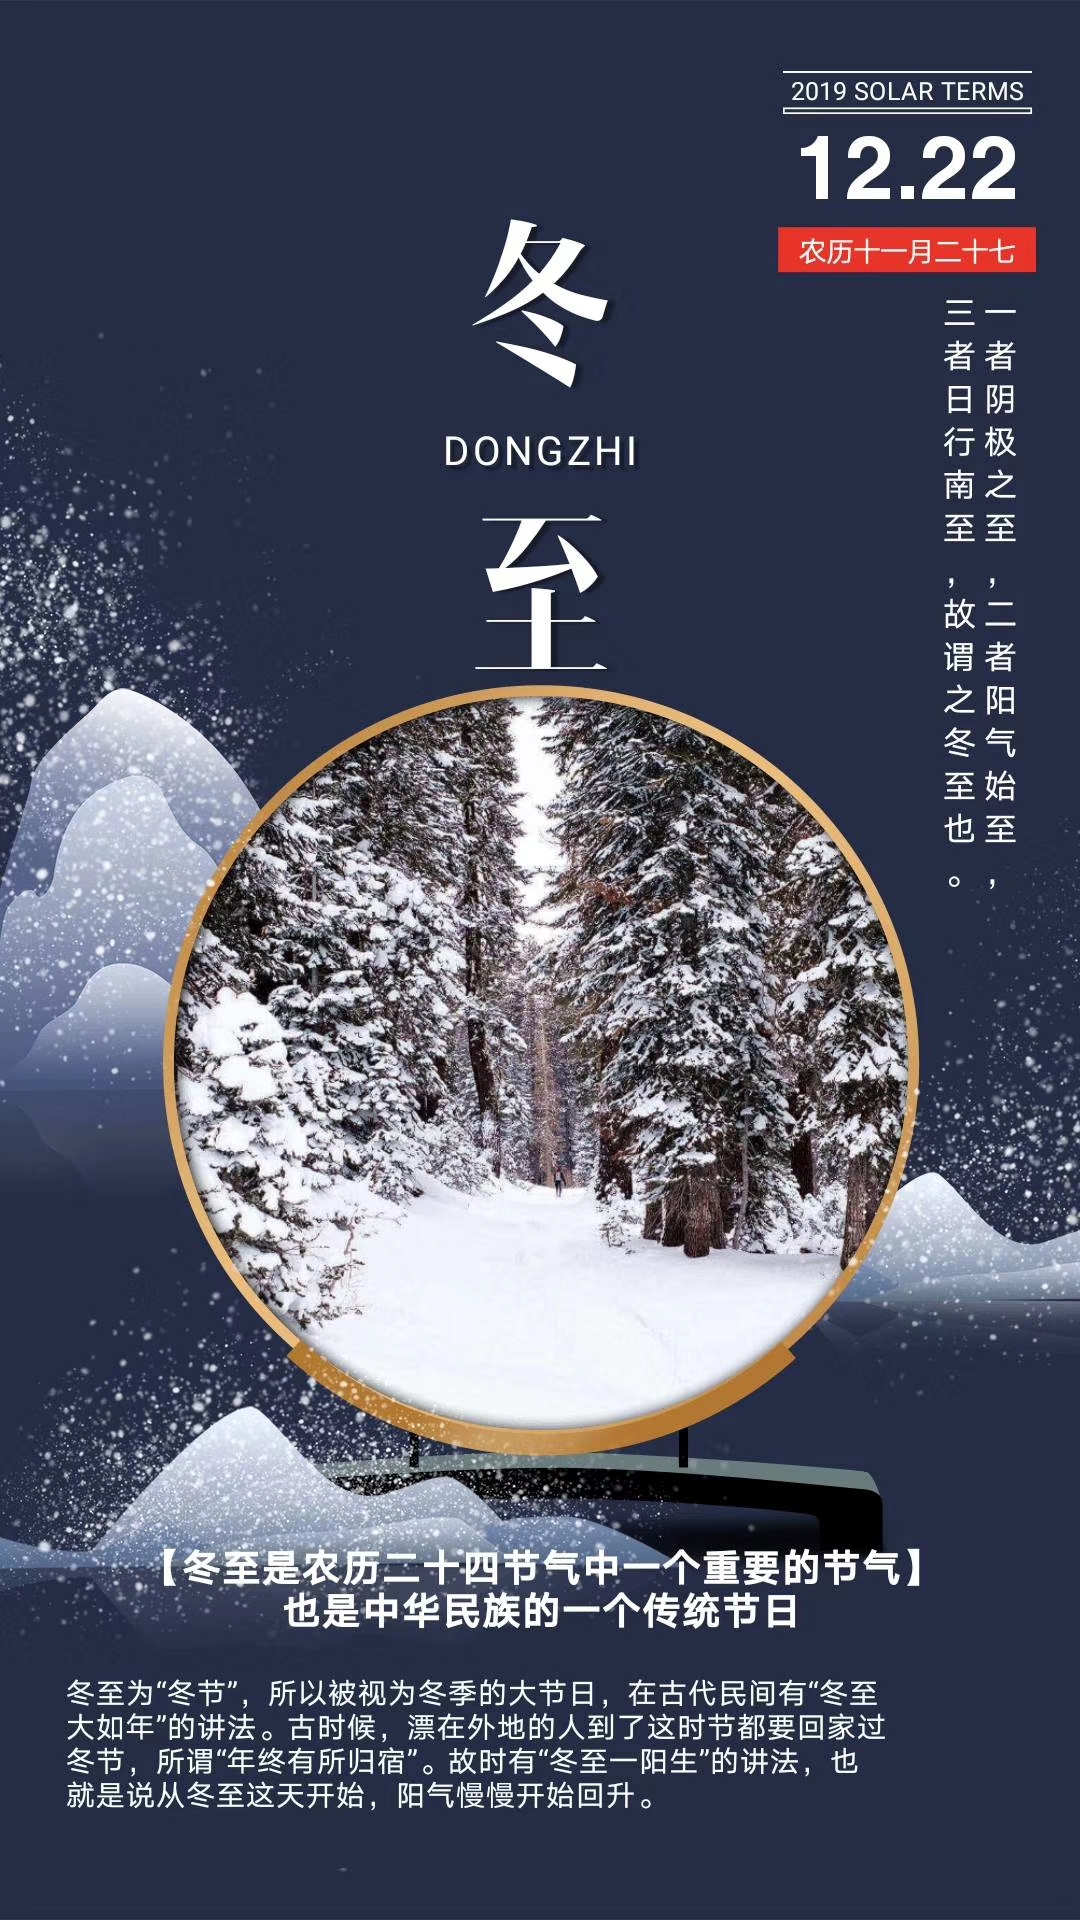 2019 SOLAR TERMS
12.22
农历十一月二十七
冬
DONGZHI
至
一者阴极之至，二者阳气始至，
三者日行南至，故谓之冬至也。
【冬至是农历二十四节气中一个重要的节气】
也是中华民族的一个传统节日
冬至为“冬节”，所以被视为冬季的大节日，在古代民间有“冬至
大如年”的讲法。古时候，漂在外地的人到了这时节都要回家过
冬节，所谓“年终有所归宿”。故时有“冬至一阳生”的讲法，也
就是说从冬至这天开始，阳气慢慢开始回升。